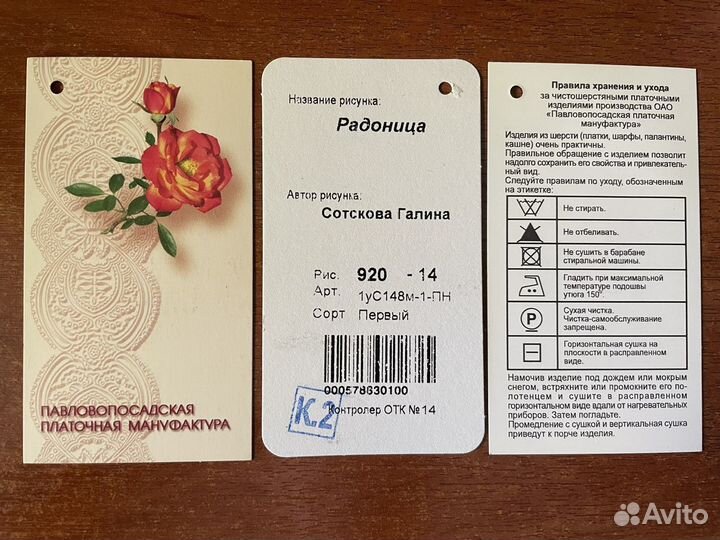 ПАВЛОВОПОСАДСКАЯ
ПЛАТОЧНАЯ МАНУФАКТУРА
Название рисунка:
Радоница
Автор рисунка:
Сотскова Галина
Рис. 920 - 14
Арт. 1уС148м-1-ПН
Сорт Первый
000578830100
К.2
Контролер ОТК №14
Правила хранения и ухода
за чистошерстяными платочными
изделиями производства ОАО
«Павловопосадская платочная
мануфактура»
Изделия из шерсти (платки, шарфы, палантины,
кашне) очень практичны.
Правильное обращение с изделием позволит
надолго сохранить его свойства и привлекатель-
ный вид.
Следуйте правилам по уходу, обозначенным
на этикетке:
Не стирать.
Не отбеливать.
Не сушить в барабане
стиральной машины.
Гладить при максимальной
температуре подошвы
утюга 150°.
P
Сухая чистка.
Чистка-самообслуживание
запрещена.
Горизонтальная сушка на
плоскости в расправленном
виде.
Намочив изделие под дождем или мокрым
снегом, встряхните или промокните его по-
лотенцем и сушите в расправленном
горизонтальном виде вдали от нагревательных
приборов. Затем погладьте.
Промедление с сушкой и вертикальная сушка
приведут к порче изделия.
Avito